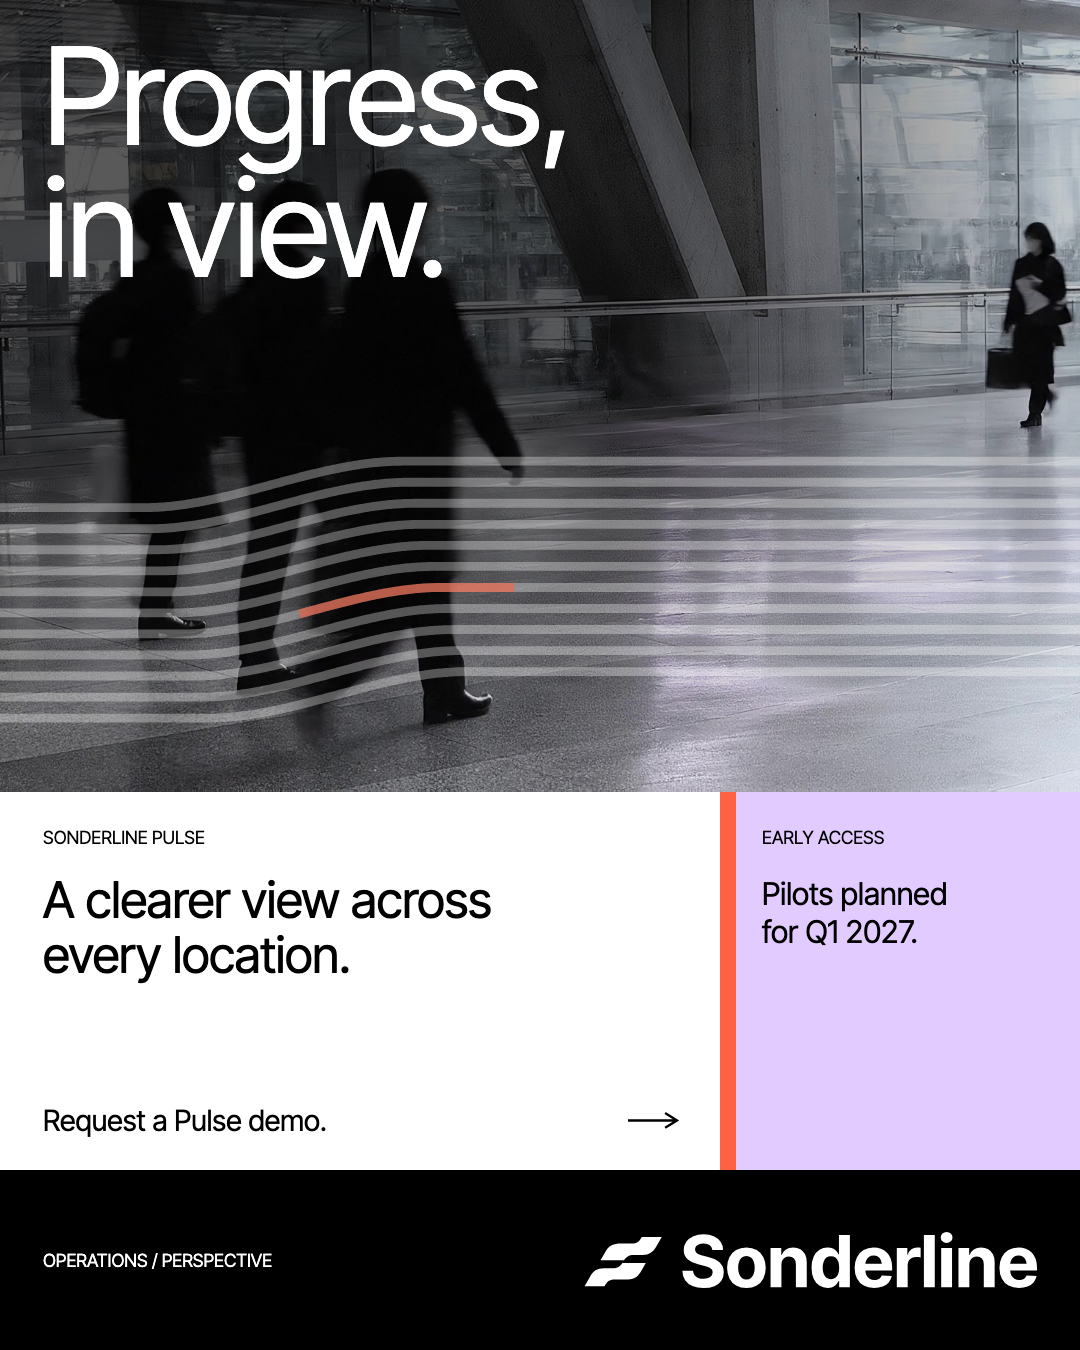 Progress,
in view.
SONDERLINE PULSE
A clearer view across
every location.
Request a Pulse demo.
EARLY ACCESS
Pilots planned
for Q1 2027.
OPERATIONS / PERSPECTIVE
Sonderline